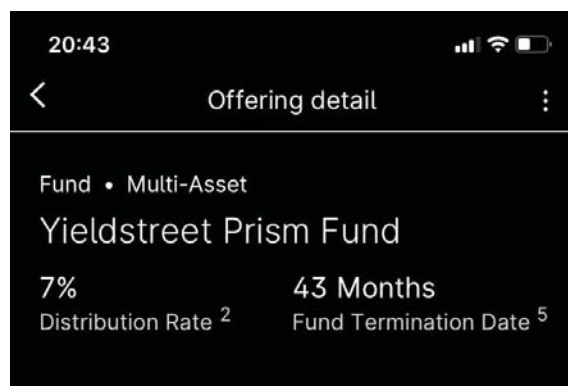 20:43
Offering detail
Fund • Multi-Asset
Yieldstreet Prism Fund
7% 43 Months
Distribution Rate 2 Fund Termination Date 5